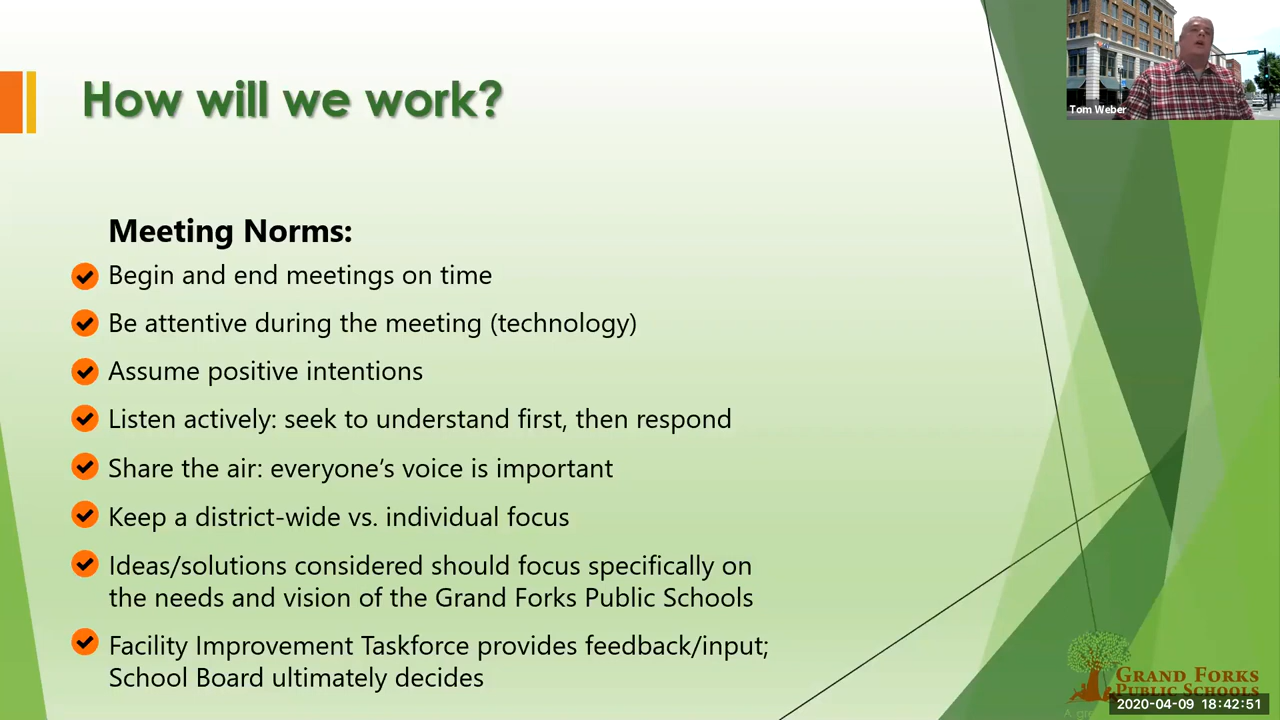 How will we work?
Tom Weber
Meeting Norms:
Begin and end meetings on time
Be attentive during the meeting (technology)
Assume positive intentions
Listen actively: seek to understand first, then respond
Share the air: everyone’s voice is important
Keep a district-wide vs. individual focus
Ideas/solutions considered should focus specifically on
the needs and vision of the Grand Forks Public Schools
Facility Improvement Taskforce provides feedback/input;
School Board ultimately decides
GRAND FORKS
PUBLIC SCHOOLS
2020-04-09 18:42:51